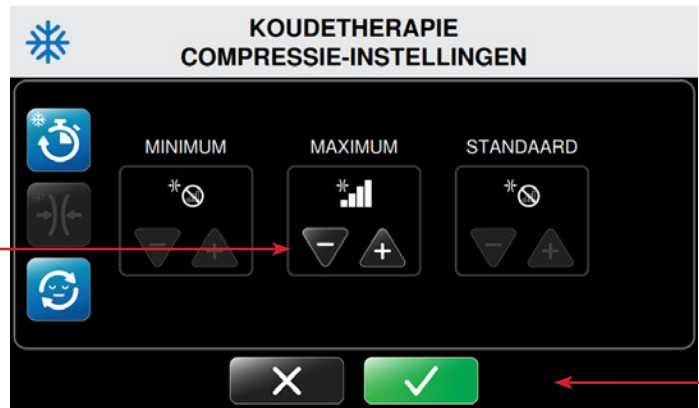 KOUDETHERAPIE
COMPRESSIE-INSTELLINGEN
MINIMUM MAXIMUM STANDAARD